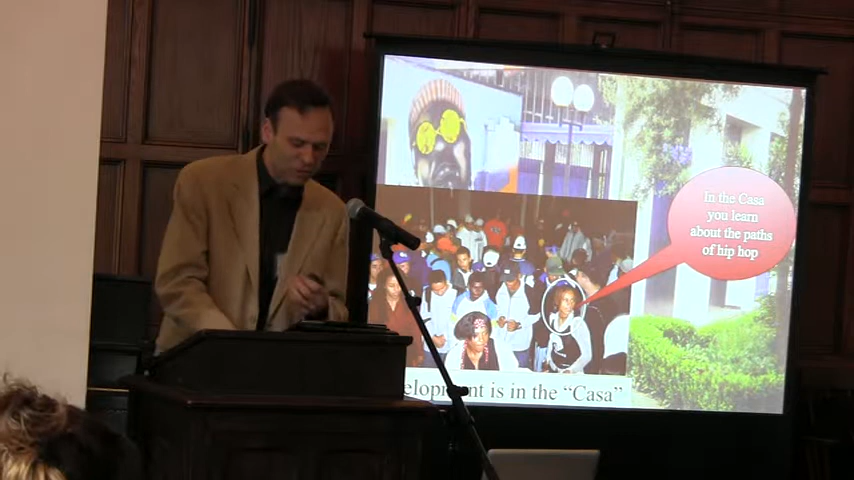 In the Casa
you learn
about the paths
of hip hop
elopment is in the “Casa”